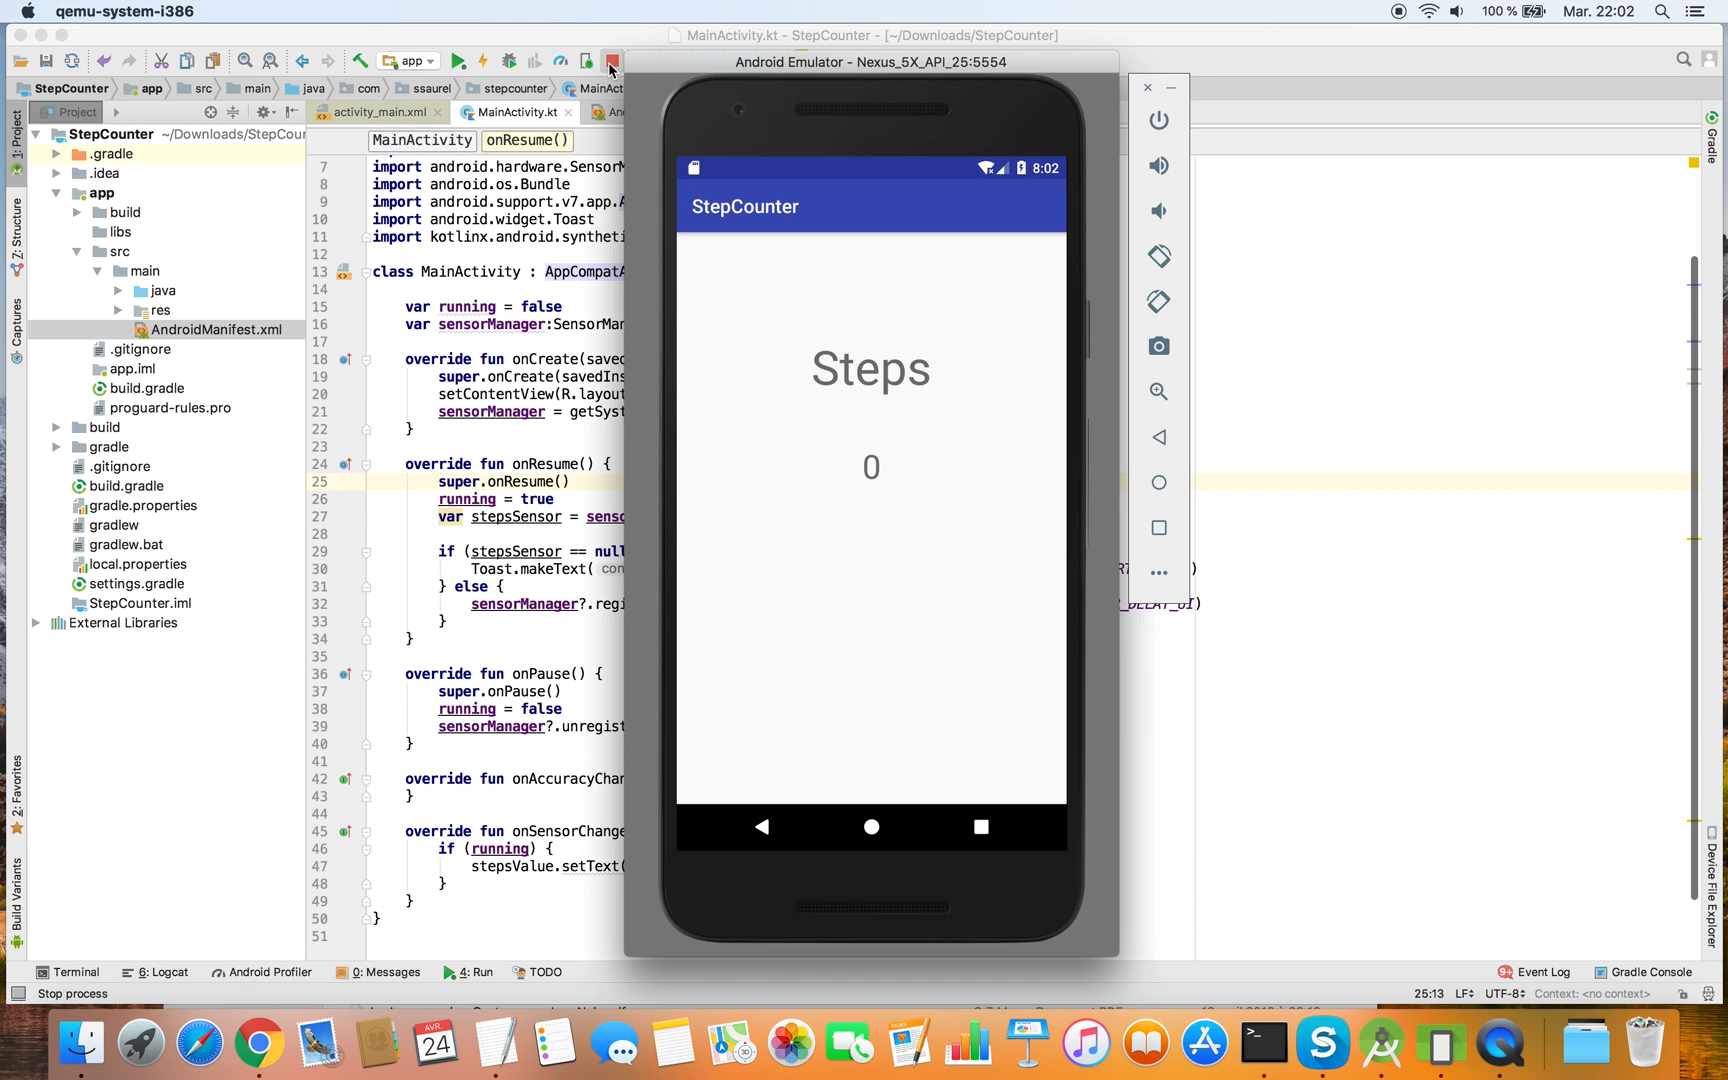 qemu-system-i386
100 %
Mar. 22:02
MainActivity.kt - StepCounter - [~/Downloads/StepCounter]
app
Android Emulator - Nexus_5X_API_25:5554
StepCounter
app
src
main
java
com
ssaurel
stepcounter
MainAct
Project
activity_main.xml
MainActivity.kt
An
1: Project
Z: Structure
Captures
2: Favorites
Build Variants
StepCounter ~/Downloads/StepCour
.gradle
.idea
app
build
libs
src
main
java
res
AndroidManifest.xml
.gitignore
app.iml
build.gradle
proguard-rules.pro
build
gradle
.gitignore
build.gradle
gradle.properties
gradlew
gradlew.bat
local.properties
settings.gradle
StepCounter.iml
External Libraries
MainActivity
onResume()
7 import android.hardware.SensorM
8 import android.os.Bundle
9 import android.support.v7.app.A
10 import android.widget.Toast
11 import kotlinx.android.syntheti
12
13 class MainActivity : AppCompatA
14
15 var running = false
16 var sensorManager:SensorMar
17
18 override fun onCreate(saved
19 super.onCreate(savedIns
20 setContentView(R.layout
21 sensorManager = getSyst
22 }
23
24 override fun onResume() {
25 super.onResume()
26 running = true
27 var stepsSensor = senso
28
29 if (stepsSensor == null
30 Toast.makeText( con
31 } else {
32 sensorManager?.regi
33 }
34 }
35
36 override fun onPause() {
37 super.onPause()
38 running = false
39 sensorManager?.unregist
40 }
41
42 override fun onAccuracyChar
43 }
44
45 override fun onSensorChange
46 if (running) {
47 stepsValue.setText(
48 }
49 }
50 }
51
8:02
StepCounter
Steps
0
Gradle
Device File Explorer
Terminal
6: Logcat
Android Profiler
0: Messages
4: Run
TODO
9+ Event Log
Gradle Console
Stop process
25:13
LF
UTF-8
Context: <no context>
AVR.
24
3D